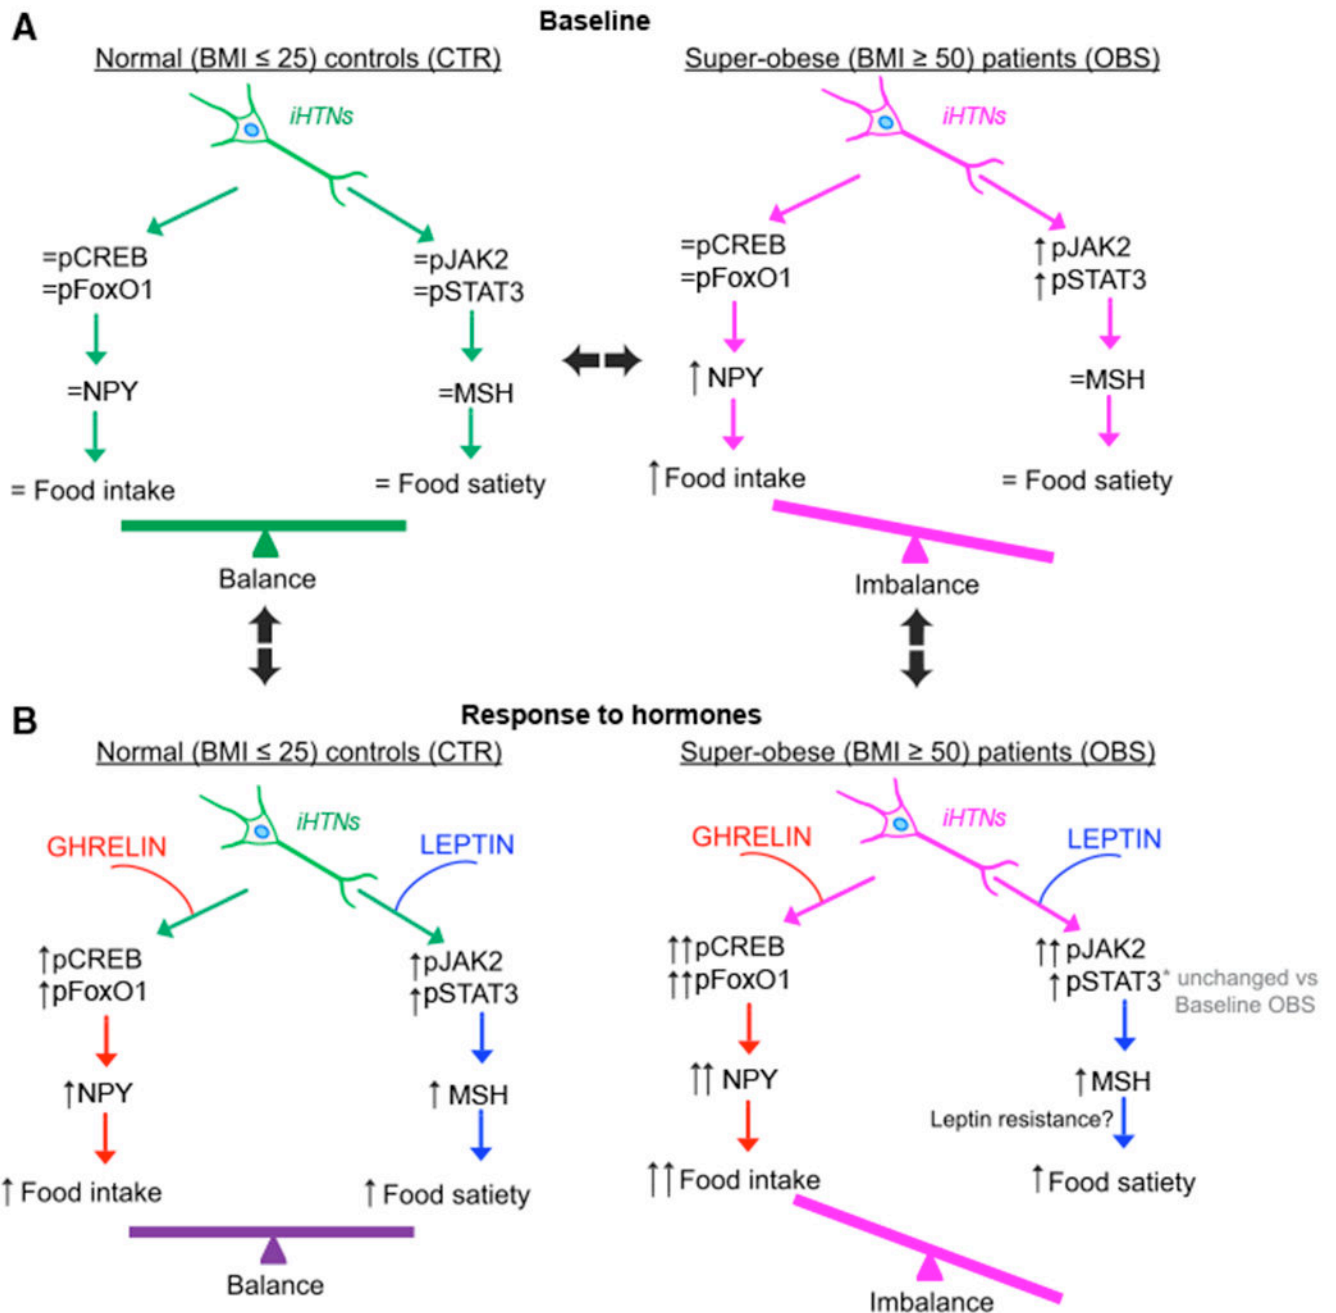 A
Baseline
Normal (BMI ≤ 25) controls (CTR)
iHTNs
=pCREB
=pFoxO1
=pJAK2
=pSTAT3
=NPY
=MSH
= Food intake
= Food satiety
Balance
Super-obese (BMI ≥ 50) patients (OBS)
iHTNs
=pCREB
=pFoxO1
↑pJAK2
↑pSTAT3
↑NPY
=MSH
↑Food intake
= Food satiety
Imbalance
B
Response to hormones
Normal (BMI ≤ 25) controls (CTR)
iHTNs
GHRELIN
LEPTIN
↑pCREB
↑pFoxO1
↑pJAK2
↑pSTAT3
↑NPY
↑ MSH
↑ Food intake
↑ Food satiety
Balance
Super-obese (BMI ≥ 50) patients (OBS)
iHTNs
GHRELIN
LEPTIN
↑↑pCREB
↑↑pFoxO1
↑↑pJAK2
↑pSTAT3* unchanged vs
Baseline OBS
↑↑ NPY
↑MSH
Leptin resistance?
↑↑Food intake
↑Food satiety
Imbalance